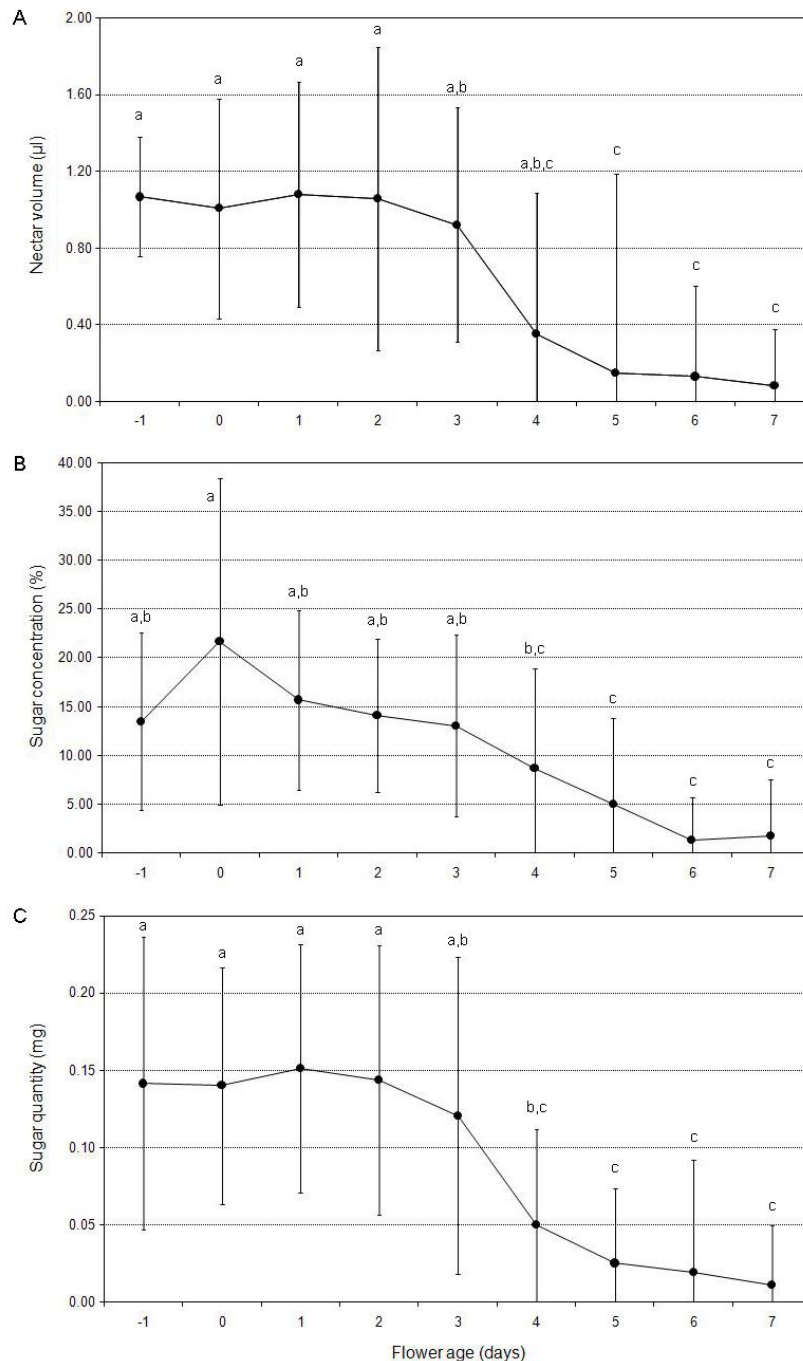 A
2.00
1.60
1.20
0.80
0.40
0.00
Nectar volume (µl)
a
a
a
a
a,b
a,b,c
c
c
c
-1 0 1 2 3 4 5 6 7
B
40.00
35.00
30.00
25.00
20.00
15.00
10.00
5.00
0.00
Sugar concentration (%)
a,b
a
a,b
a,b
a,b
b,c
c
c
c
-1 0 1 2 3 4 5 6 7
C
0.25
0.20
0.15
0.10
0.05
0.00
Sugar quantity (mg)
a
a
a
a
a,b
b,c
c
c
c
-1 0 1 2 3 4 5 6 7
Flower age (days)